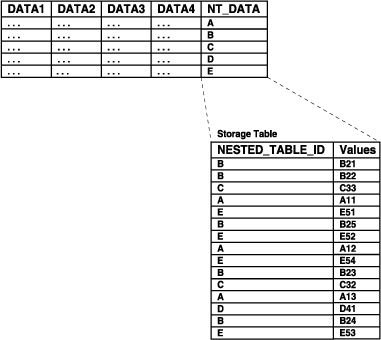 DATA1 DATA2 DATA3 DATA4 NT_DATA
... ... ... ... A
... ... ... ... B
... ... ... ... C
... ... ... ... D
... ... ... ... E
Storage Table
NESTED_TABLE_ID Values
B B21
B B22
C C33
A A11
E E51
B B25
E E52
A A12
E E54
B B23
C C32
A A13
D D41
B B24
E E53